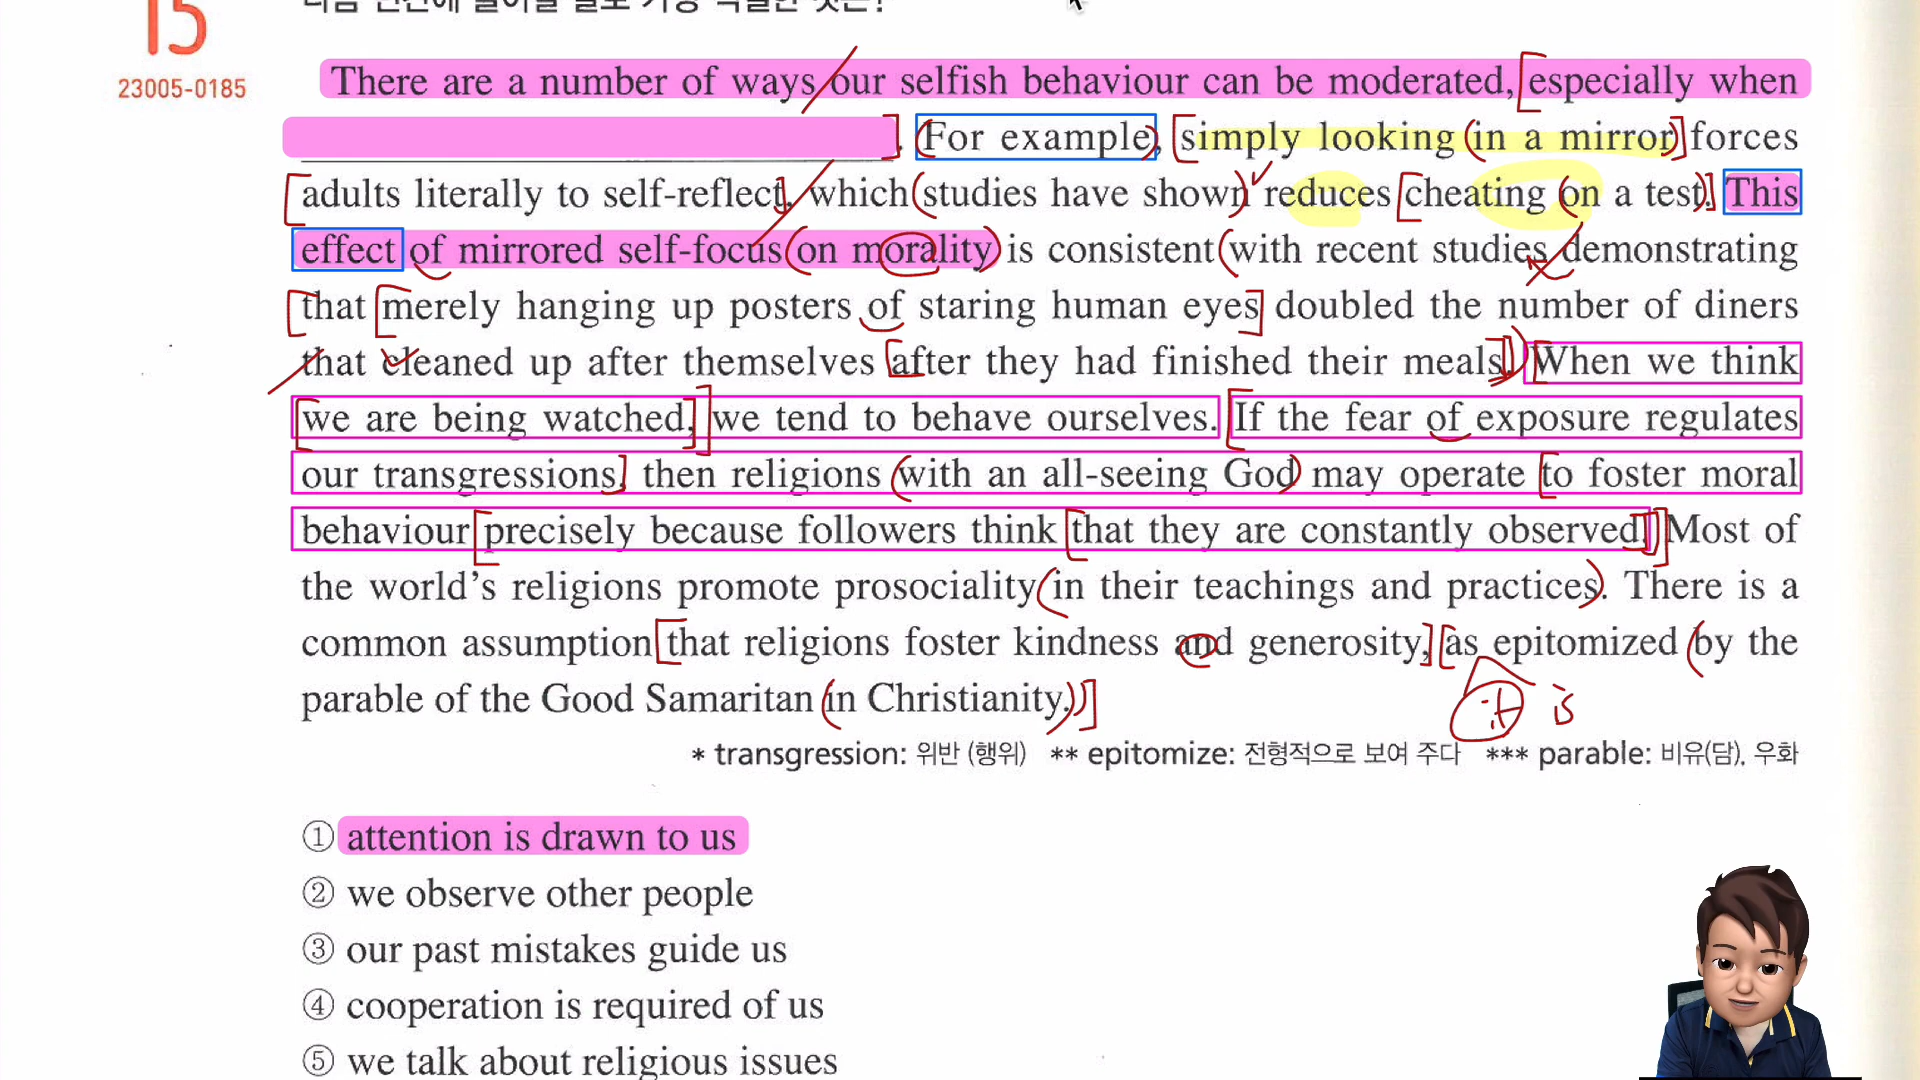 15
23005-0185
There are a number of ways our selfish behaviour can be moderated, especially when
. For example, simply looking in a mirror forces
adults literally to self-reflect, which studies have shown reduces cheating on a test. This
effect of mirrored self-focus on morality is consistent with recent studies demonstrating
that merely hanging up posters of staring human eyes doubled the number of diners
that cleaned up after themselves after they had finished their meals. When we think
we are being watched, we tend to behave ourselves. If the fear of exposure regulates
our transgressions, then religions with an all-seeing God may operate to foster moral
behaviour precisely because followers think that they are constantly observed. Most of
the world's religions promote prosociality in their teachings and practices. There is a
common assumption that religions foster kindness and generosity, as epitomized by the
parable of the Good Samaritan in Christianity.
it is
* transgression: 위반 (행위) ** epitomize: 전형적으로 보여 주다 *** parable: 비유(담), 우화
① attention is drawn to us
② we observe other people
③ our past mistakes guide us
④ cooperation is required of us
⑤ we talk about religious issues